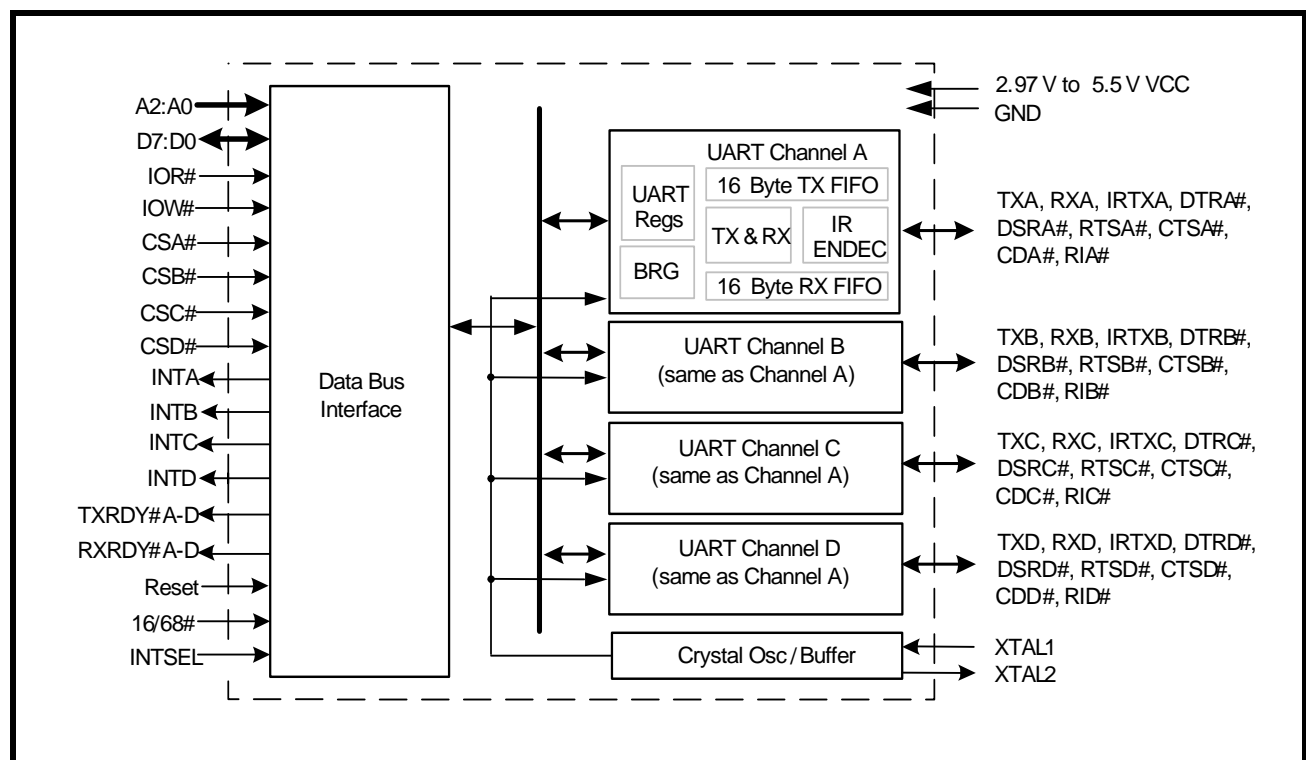 A2:A0
D7:D0
IOR#
IOW#
CSA#
CSB#
CSC#
CSD#
INTA
INTB
INTC
INTD
TXRDY# A-D
RXRDY# A-D
Reset
16/68#
INTSEL
Data Bus
Interface
UART Channel A
UART
Regs
BRG
16 Byte TX FIFO
TX & RX
IR
ENDEC
16 Byte RX FIFO
UART Channel B
(same as Channel A)
UART Channel C
(same as Channel A)
UART Channel D
(same as Channel A)
Crystal Osc / Buffer
2.97 V to 5.5 V VCC
GND
TXA, RXA, IRTXA, DTRA#,
DSRA#, RTSA#, CTSA#,
CDA#, RIA#
TXB, RXB, IRTXB, DTRB#,
DSRB#, RTSB#, CTSB#,
CDB#, RIB#
TXC, RXC, IRTXC, DTRC#,
DSRC#, RTSC#, CTSC#,
CDC#, RIC#
TXD, RXD, IRTXD, DTRD#,
DSRD#, RTSD#, CTSD#,
CDD#, RID#
XTAL1
XTAL2